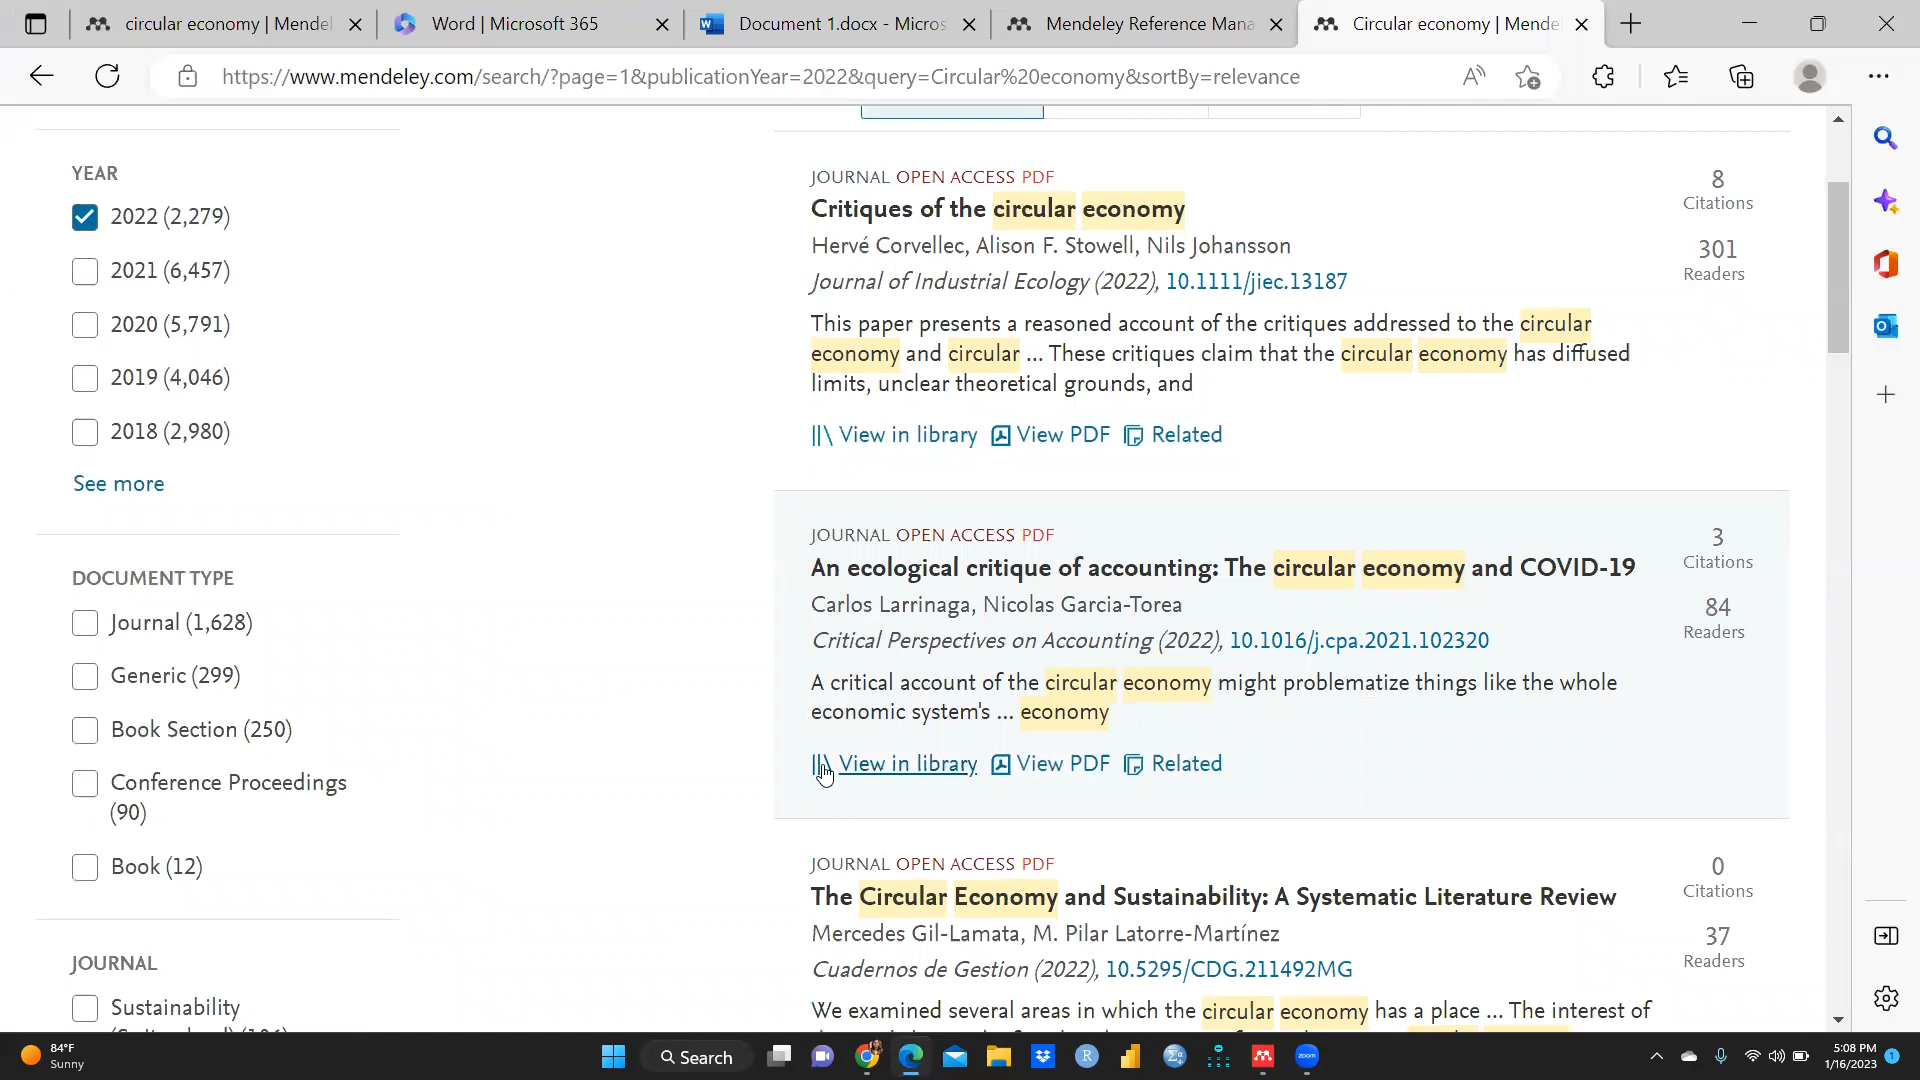 circular economy | Mendel
Word | Microsoft 365
Document 1.docx - Micros
Mendeley Reference Mana
Circular economy | Mende
https://www.mendeley.com/search/?page=1&publicationYear=2022&query=Circular%20economy&sortBy=relevance
YEAR
2022 (2,279)
2021 (6,457)
2020 (5,791)
2019 (4,046)
2018 (2,980)
See more
DOCUMENT TYPE
Journal (1,628)
Generic (299)
Book Section (250)
Conference Proceedings
(90)
Book (12)
JOURNAL
Sustainability
JOURNAL OPEN ACCESS PDF
Critiques of the circular economy
Hervé Corvellec, Alison F. Stowell, Nils Johansson
Journal of Industrial Ecology (2022), 10.1111/jiec.13187
This paper presents a reasoned account of the critiques addressed to the circular
economy and circular ... These critiques claim that the circular economy has diffused
limits, unclear theoretical grounds, and
View in library View PDF Related
8
Citations
301
Readers
JOURNAL OPEN ACCESS PDF
An ecological critique of accounting: The circular economy and COVID-19
Carlos Larrinaga, Nicolas Garcia-Torea
Critical Perspectives on Accounting (2022), 10.1016/j.cpa.2021.102320
A critical account of the circular economy might problematize things like the whole
economic system's ... economy
View in library View PDF Related
3
Citations
84
Readers
JOURNAL OPEN ACCESS PDF
The Circular Economy and Sustainability: A Systematic Literature Review
Mercedes Gil-Lamata, M. Pilar Latorre-Martínez
Cuadernos de Gestion (2022), 10.5295/CDG.211492MG
We examined several areas in which the circular economy has a place ... The interest of
0
Citations
37
Readers
84°F
Sunny
Search
zoom
5:08 PM
1/16/2023
1